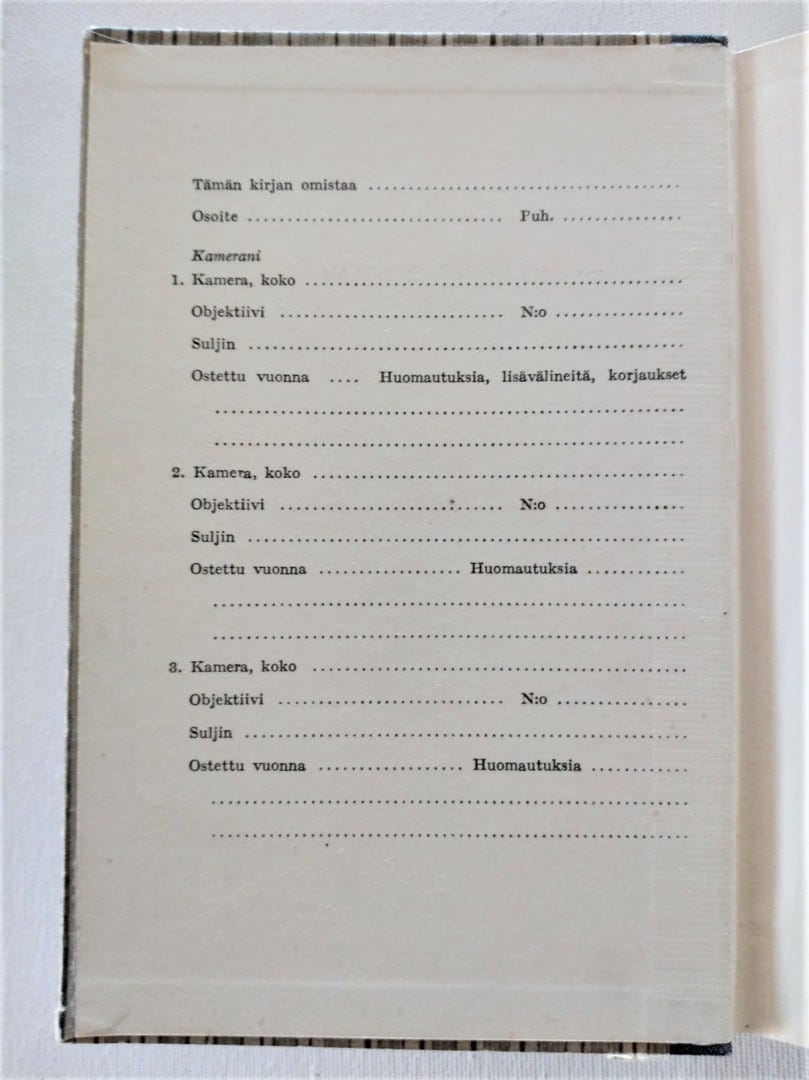 Tämän kirjan omistaa ........................................
Osoite ................................ Puh. ...............
Kamerani
1. Kamera, koko ................................................
Objektiivi ............................ N:o ................
Suljin ........................................................
Ostettu vuonna .... Huomautuksia, lisävälineitä, korjaukset
............................................................
............................................................
2. Kamera, koko ...............................................
Objektiivi ............................ N:o ................
Suljin ........................................................
Ostettu vuonna .................. Huomautuksia ............
............................................................
............................................................
3. Kamera, koko ...............................................
Objektiivi ............................ N:o ................
Suljin ........................................................
Ostettu vuonna .................. Huomautuksia ............
............................................................
............................................................